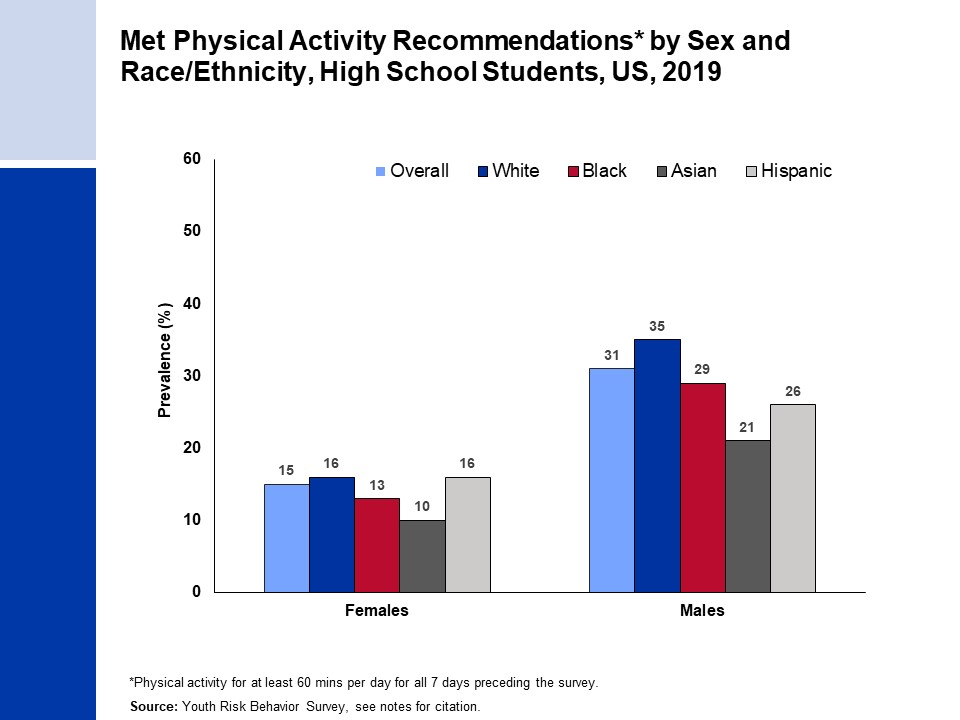 Met Physical Activity Recommendations* by Sex and
Race/Ethnicity, High School Students, US, 2019
Overall White Black Asian Hispanic
Prevalence (%)
60
50
40
30
20
10
0
15 16 13 10 16
31 35 29 21 26
Females Males
*Physical activity for at least 60 mins per day for all 7 days preceding the survey.
Source: Youth Risk Behavior Survey, see notes for citation.